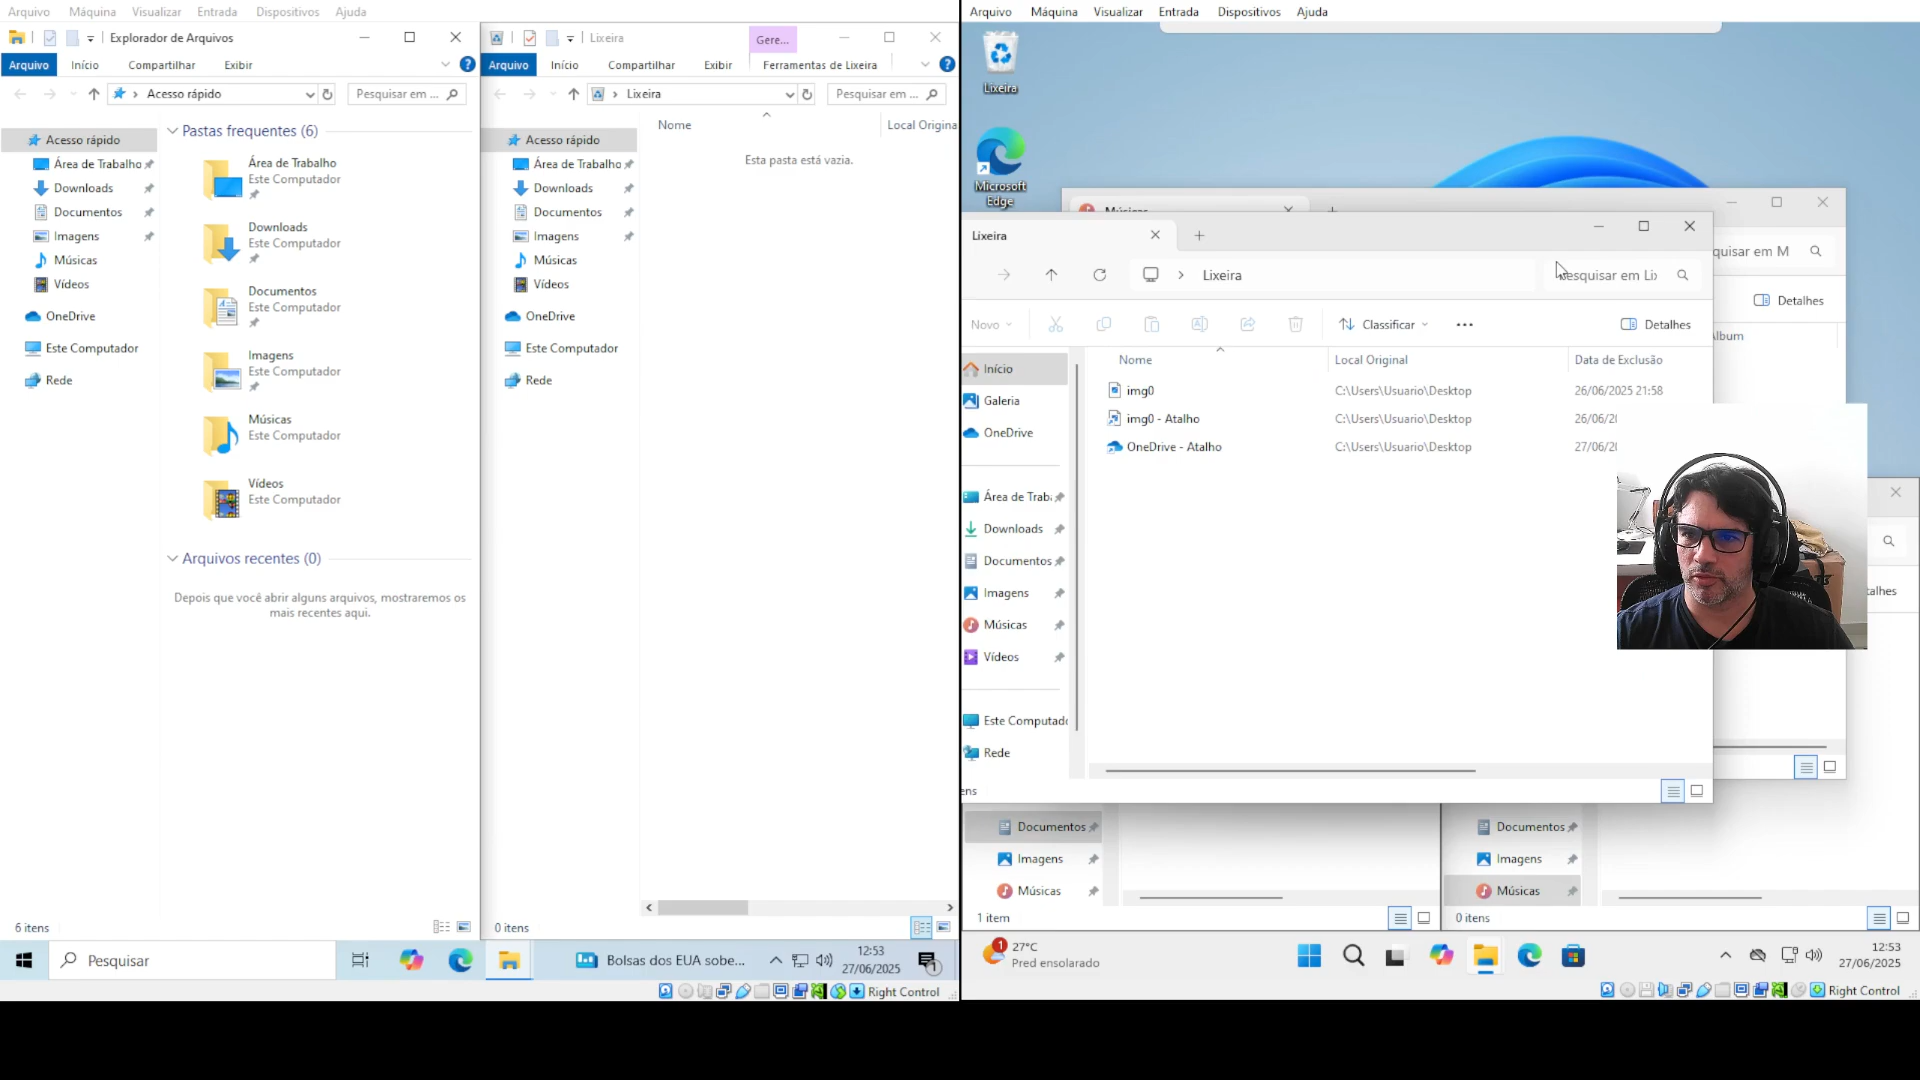 Arquivo Máquina Visualizar Entrada Dispositivos Ajuda
Explorador de Arquivos
Arquivo Início Compartilhar Exibir
Acesso rápido
Pesquisar em ...
Acesso rápido
Área de Trabalho
Downloads
Documentos
Imagens
Músicas
Vídeos
OneDrive
Este Computador
Rede
Pastas frequentes (6)
Área de Trabalho
Este Computador
Downloads
Este Computador
Documentos
Este Computador
Imagens
Este Computador
Músicas
Este Computador
Vídeos
Este Computador
Arquivos recentes (0)
Depois que você abrir alguns arquivos, mostraremos os
mais recentes aqui.
6 itens
Lixeira
Gere...
Arquivo Início Compartilhar Exibir Ferramentas de Lixeira
Lixeira
Pesquisar em ...
Acesso rápido
Área de Trabalho
Downloads
Documentos
Imagens
Músicas
Vídeos
OneDrive
Este Computador
Rede
Nome Local Origina
Esta pasta está vazia.
0 itens
Pesquisar
Bolsas dos EUA sobe...
12:53
27/06/2025
1
Right Control
Arquivo Máquina Visualizar Entrada Dispositivos Ajuda
Lixeira
Microsoft
Edge
quisar em M
Detalhes
lbum
Lixeira
Lixeira
esquisar em Lix
Novo
Classificar
Detalhes
Início
Galeria
OneDrive
Área de Trab
Downloads
Documentos
Imagens
Músicas
Vídeos
Este Computado
Rede
Nome Local Original Data de Exclusão
img0 C:\Users\Usuario\Desktop 26/06/2025 21:58
img0 - Atalho C:\Users\Usuario\Desktop 26/06/20
OneDrive - Atalho C:\Users\Usuario\Desktop 27/06/20
ens
talhes
Documentos
Imagens
Músicas
1 item
Documentos
Imagens
Músicas
0 itens
1
27°C
Pred ensolarado
12:53
27/06/2025
Right Control